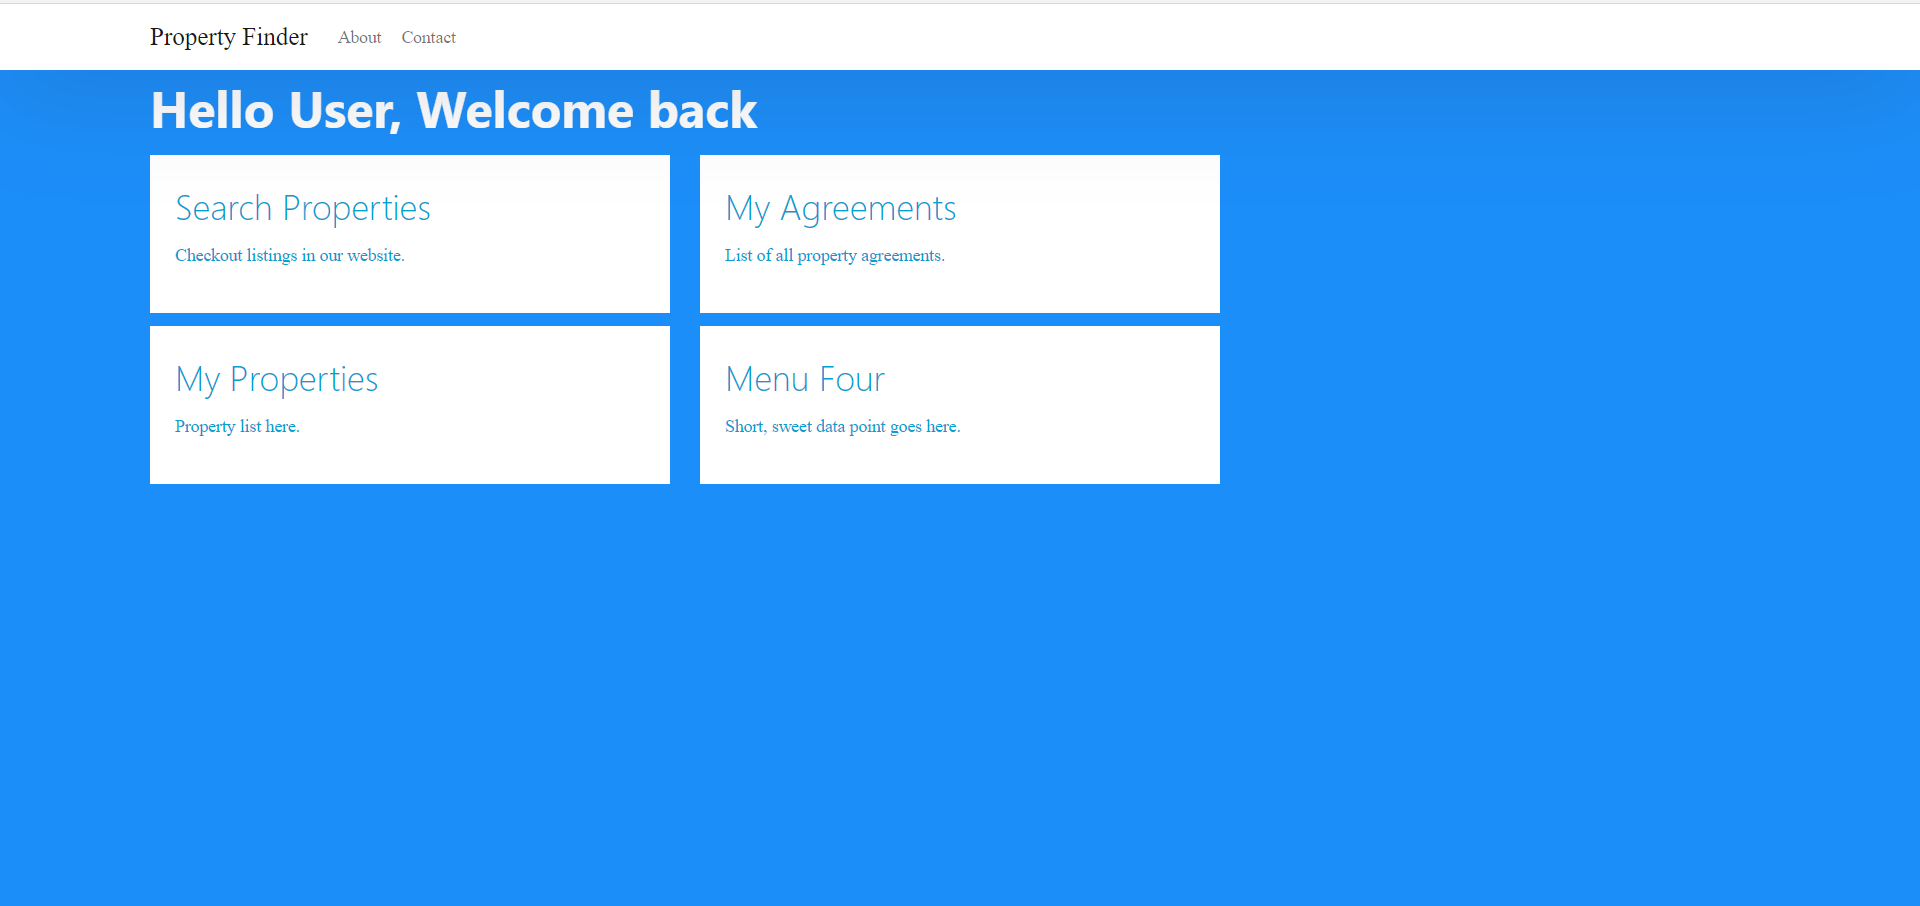 Property Finder About Contact
Hello User, Welcome back
Search Properties
Checkout listings in our website.
My Agreements
List of all property agreements.
My Properties
Property list here.
Menu Four
Short, sweet data point goes here.